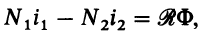 N₁i₁ − N₂i₂ = ℛΦ,